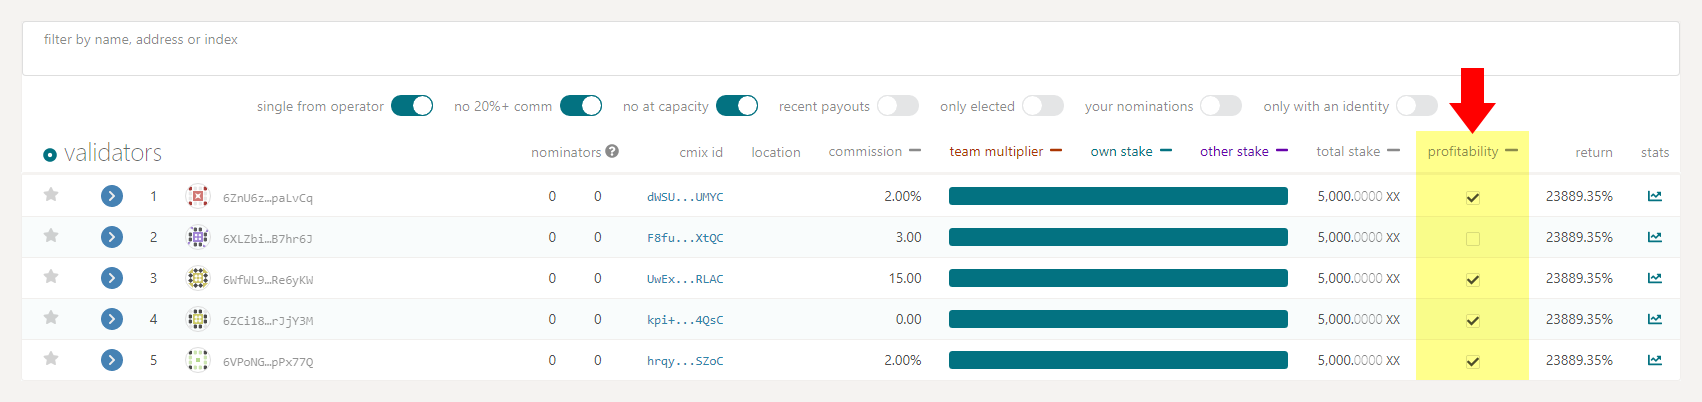 filter by name, address or index
single from operator no 20%+ comm no at capacity recent payouts only elected your nominations only with an identity
validators nominators ? cmix id location commission team multiplier own stake other stake total stake profitability return stats
1 6ZnU6z…paLvCq 0 0 dWSU...UMYC 2.00% 5,000.0000 XX 23889.35%
2 6XLZbi…B7hr6J 0 0 F8fu...XtQC 3.00 5,000.0000 XX 23889.35%
3 6WfWL9…Re6yKW 0 0 UwEx...RLAC 15.00 5,000.0000 XX 23889.35%
4 6ZCi18…rJjY3M 0 0 kpi+...4QsC 0.00 5,000.0000 XX 23889.35%
5 6VPoNG…pPx77Q 0 0 hrqy...SZoC 2.00% 5,000.0000 XX 23889.35%